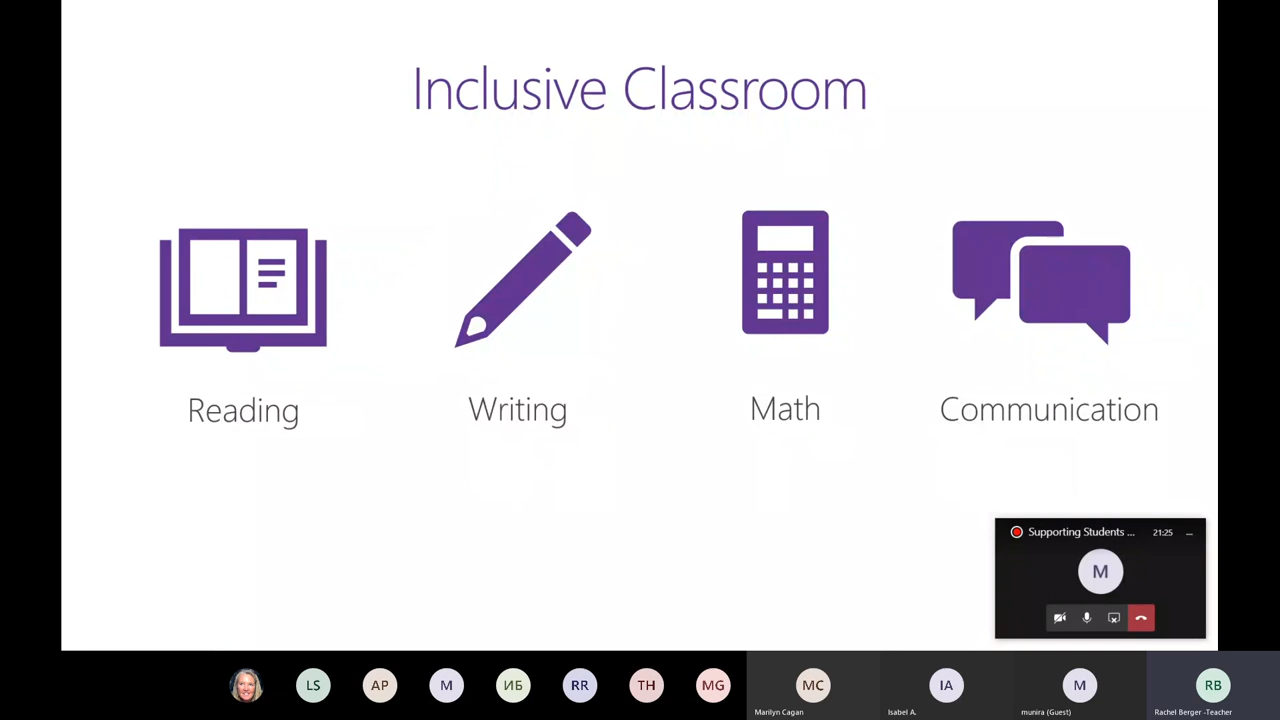 Inclusive Classroom
Reading
Writing
Math
Communication
Supporting Students ...
21:25
M
LS
AP
M
ИБ
RR
TH
MG
MC
IA
M
RB
Marilyn Cagan
Isabel A.
munira (Guest)
Rachel Berger -Teacher